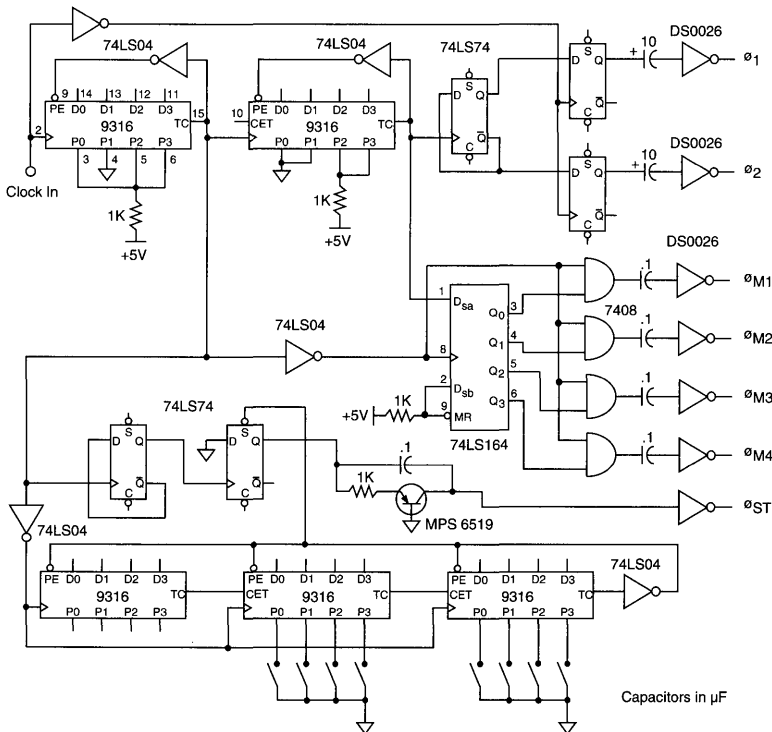 74LS04
74LS04
74LS74
DS0026
+ 10
S
D Q
Q
C
ø1
9 14 13 12 11
PE D0 D1 D2 D3
15
2
9316
TC
P0 P1 P2 P3
3 4 5 6
Clock In
1K
+5V
PE D0 D1 D2 D3
10
CET
9316
TC
P0 P1 P2 P3
1K
+5V
S
D Q
Q
C
DS0026
+ 10
S
D Q
Q
C
ø2
DS0026
.1
øM1
7408
.1
øM2
.1
øM3
.1
øM4
1
Dsa
3
Q0
74LS04
8
4
Q1
2
Dsb
5
Q2
9
MR
6
Q3
+5V
1K
74LS164
74LS74
S
D Q
Q
C
S
D Q
Q
C
.1
1K
MPS 6519
øST
74LS04
PE D0 D1 D2 D3
9316
TC
P0 P1 P2 P3
PE D0 D1 D2 D3
CET
9316
TC
P0 P1 P2 P3
PE D0 D1 D2 D3
CET
9316
TC
P0 P1 P2 P3
74LS04
Capacitors in µF